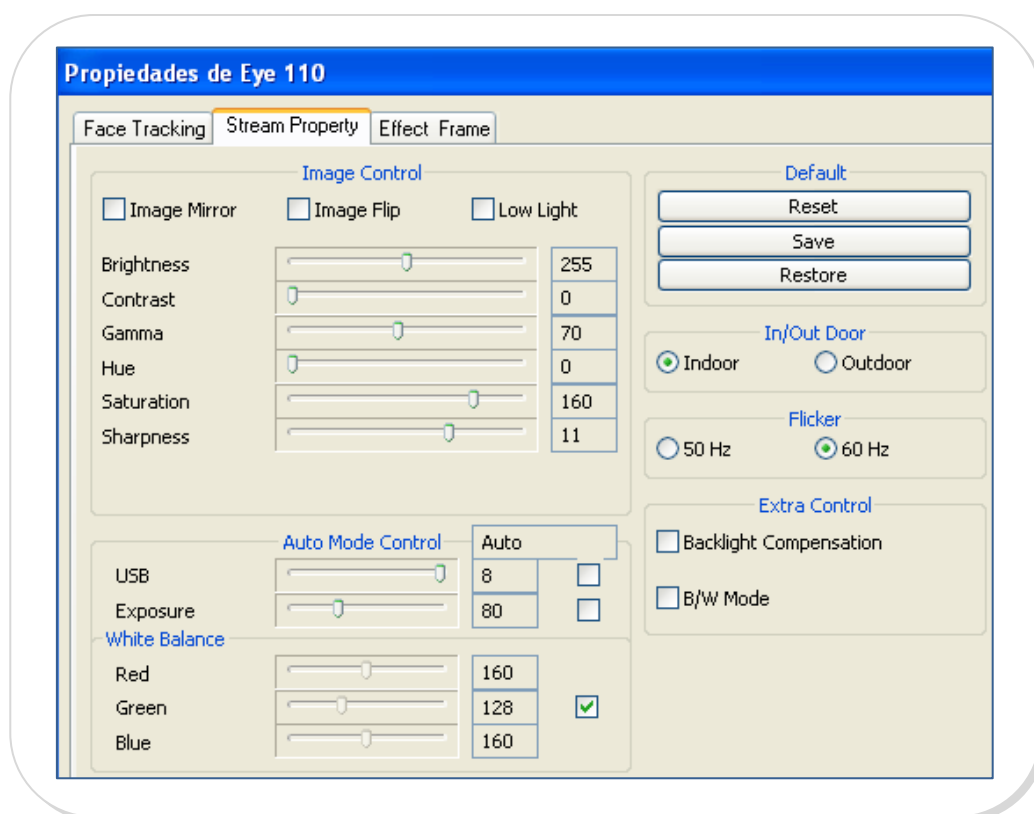 Propiedades de Eye 110
Face Tracking Stream Property Effect Frame
Image Control
Image Mirror Image Flip Low Light
Brightness 255
Contrast 0
Gamma 70
Hue 0
Saturation 160
Sharpness 11
Auto Mode Control Auto
USB 8
Exposure 80
White Balance
Red 160
Green 128
Blue 160
Default
Reset
Save
Restore
In/Out Door
Indoor Outdoor
Flicker
50 Hz 60 Hz
Extra Control
Backlight Compensation
B/W Mode